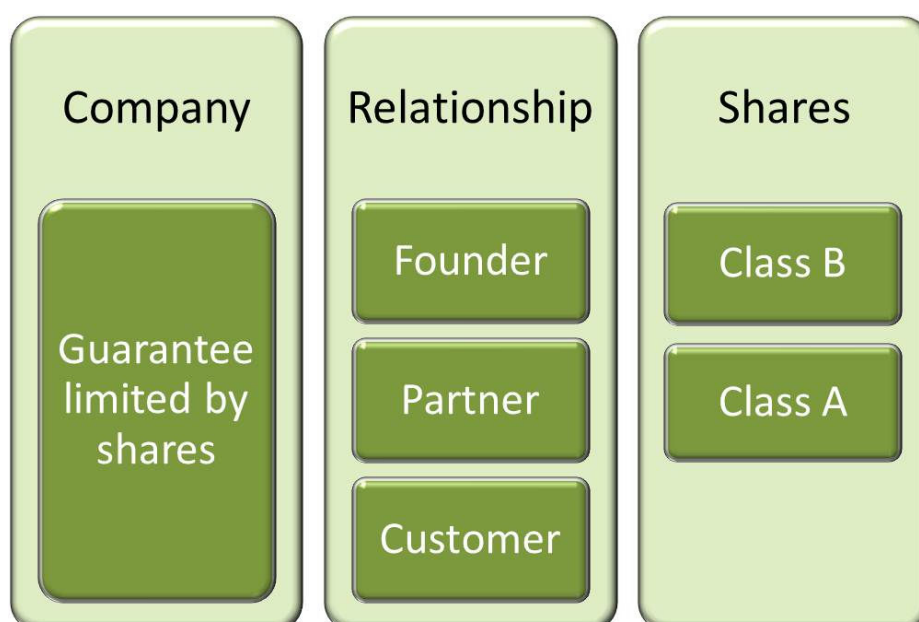 Company
Guarantee
limited by
shares
Relationship
Founder
Partner
Customer
Shares
Class B
Class A